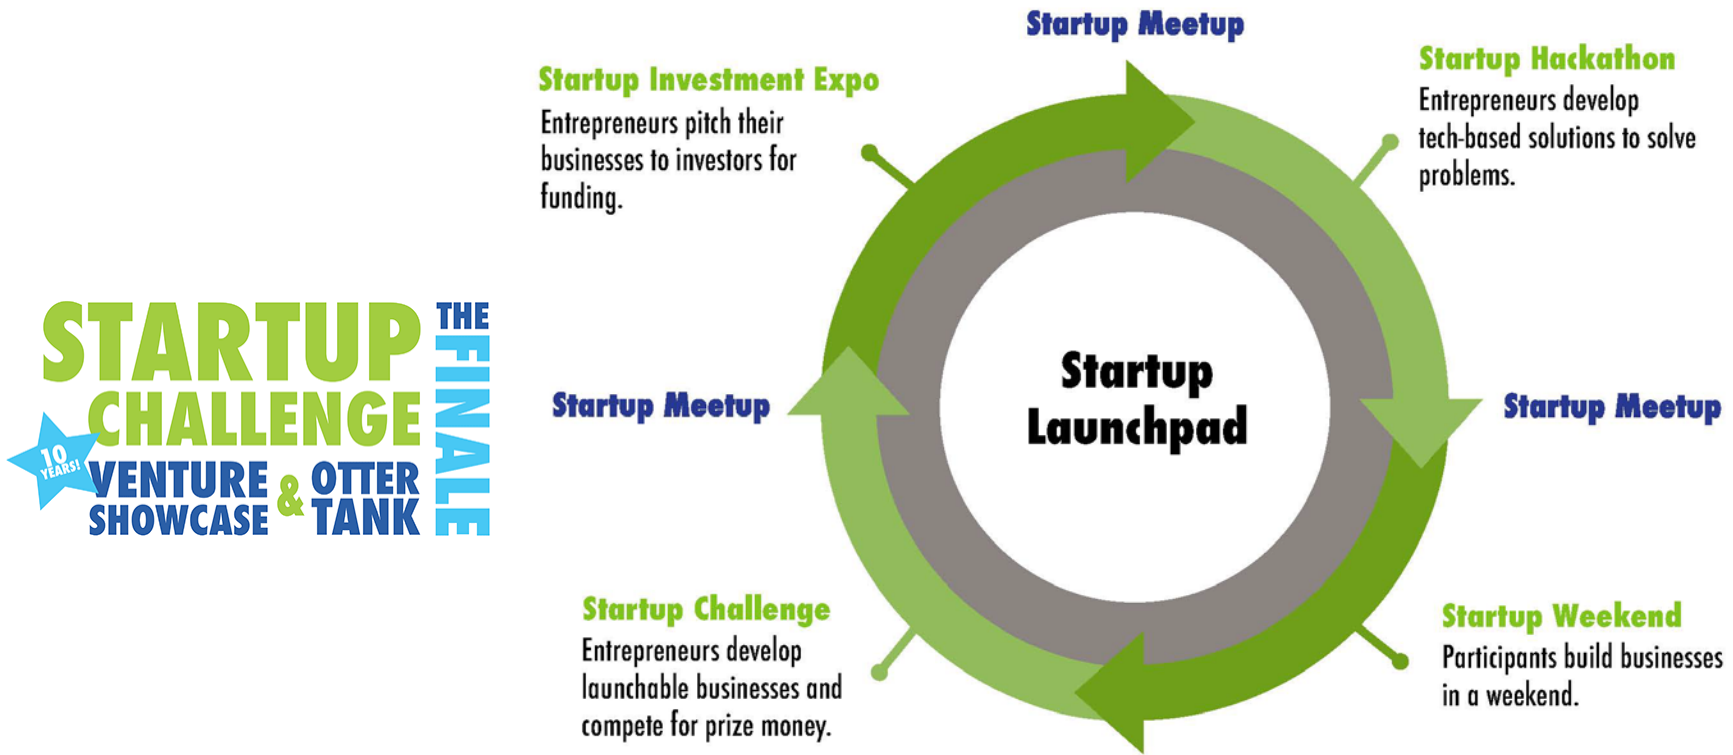 STARTUP
CHALLENGE
THE
FINALE
10
YEARS!
VENTURE
SHOWCASE
&
OTTER
TANK
Startup Meetup
Startup Investment Expo
Entrepreneurs pitch their
businesses to investors for
funding.
Startup Hackathon
Entrepreneurs develop
tech-based solutions to solve
problems.
Startup Meetup
Startup
Launchpad
Startup Meetup
Startup Challenge
Entrepreneurs develop
launchable businesses and
compete for prize money.
Startup Weekend
Participants build businesses
in a weekend.